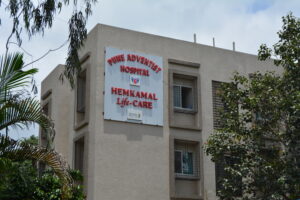 PUNE ADVENTIST
HOSPITAL
HEMKAMAL
Life-CARE